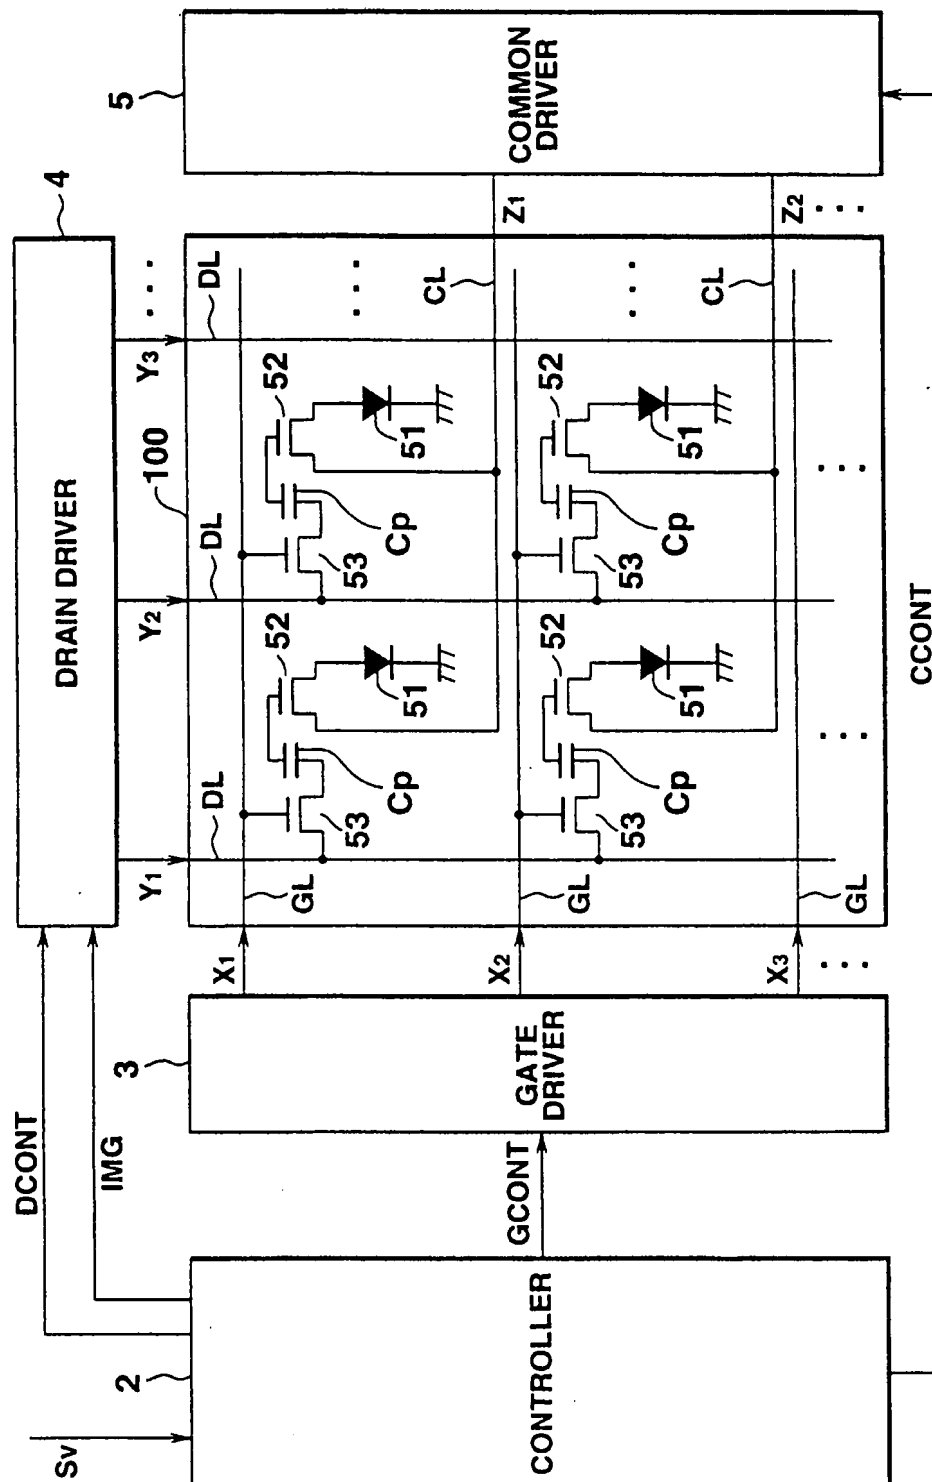 Sv
2
CONTROLLER
DCONT
IMG
GCONT
3
GATE
DRIVER
X1
X2
X3
...
DRAIN DRIVER
4
Y1
Y2
Y3
...
100
DL
DL
DL
GL
GL
GL
53
Cp
52
51
53
Cp
52
51
...
53
Cp
52
51
53
Cp
52
51
...
...
...
CL
CL
Z1
Z2
...
5
COMMON
DRIVER
CCONT